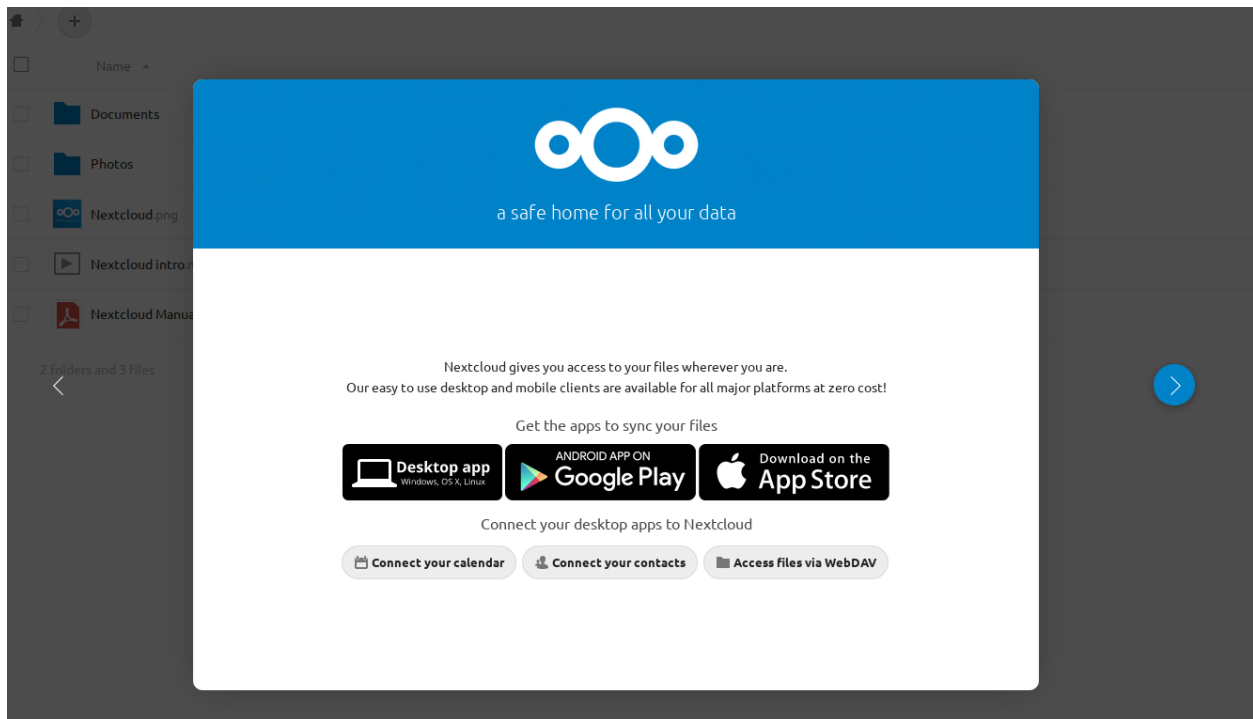 Name
Documents
Photos
Nextcloud.png
Nextcloud intro
Nextcloud Manua
2 folders and 3 files
a safe home for all your data
Nextcloud gives you access to your files wherever you are.
Our easy to use desktop and mobile clients are available for all major platforms at zero cost!
Get the apps to sync your files
Desktop app
Windows, OS X, Linux
ANDROID APP ON
Google Play
Download on the
App Store
Connect your desktop apps to Nextcloud
Connect your calendar
Connect your contacts
Access files via WebDAV